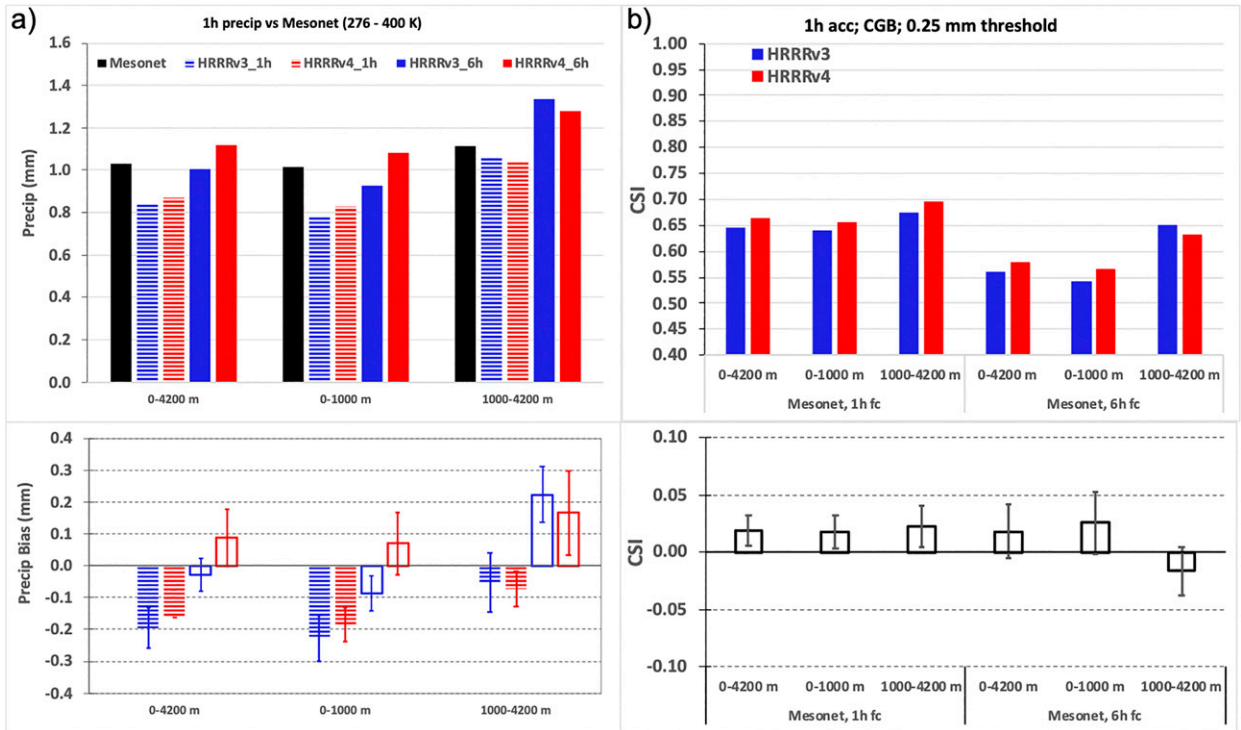 a)
1h precip vs Mesonet (276 - 400 K)
Mesonet HRRRv3_1h HRRRv4_1h HRRRv3_6h HRRRv4_6h
Precip (mm)
1.6
1.4
1.2
1.0
0.8
0.6
0.4
0.2
0.0
0-4200 m 0-1000 m 1000-4200 m
Precip Bias (mm)
0.4
0.3
0.2
0.1
0.0
-0.1
-0.2
-0.3
-0.4
0-4200 m 0-1000 m 1000-4200 m
b)
1h acc; CGB; 0.25 mm threshold
HRRRv3
HRRRv4
CSI
1.00
0.95
0.90
0.85
0.80
0.75
0.70
0.65
0.60
0.55
0.50
0.45
0.40
0-4200 m 0-1000 m 1000-4200 m 0-4200 m 0-1000 m 1000-4200 m
Mesonet, 1h fc Mesonet, 6h fc
CSI
0.10
0.05
0.00
-0.05
-0.10
0-4200 m 0-1000 m 1000-4200 m 0-4200 m 0-1000 m 1000-4200 m
Mesonet, 1h fc Mesonet, 6h fc